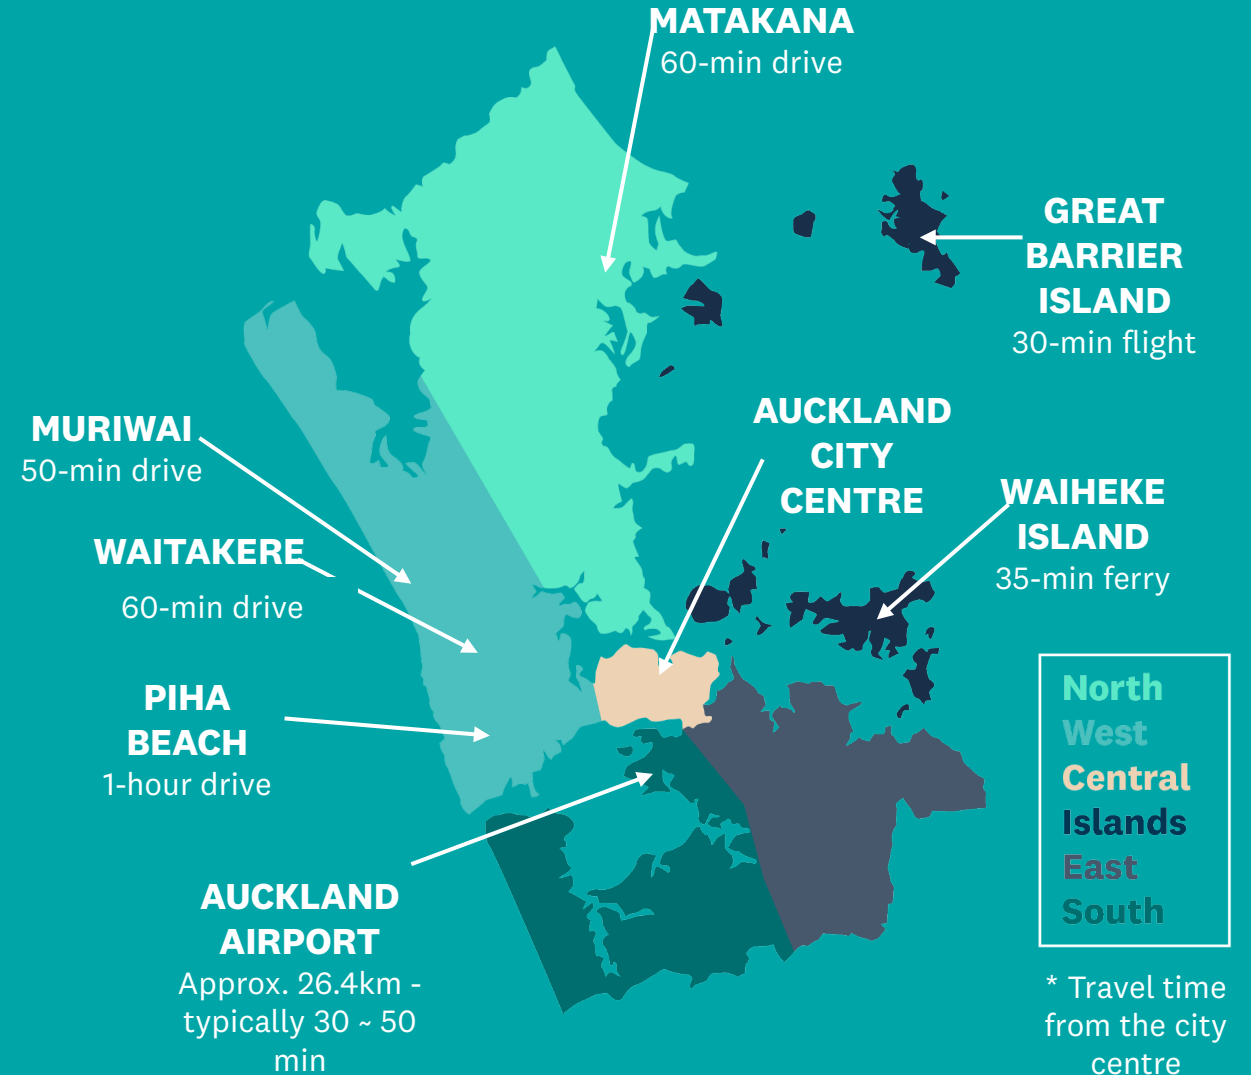 MATAKANA
60-min drive
GREAT
BARRIER
ISLAND
30-min flight
MURIWAI
50-min drive
AUCKLAND
CITY
CENTRE
WAIHEKE
ISLAND
35-min ferry
WAITAKERE
60-min drive
PIHA
BEACH
1-hour drive
North
West
Central
Islands
East
South
AUCKLAND
AIRPORT
Approx. 26.4km -
typically 30 ~ 50
min
* Travel time
from the city
centre